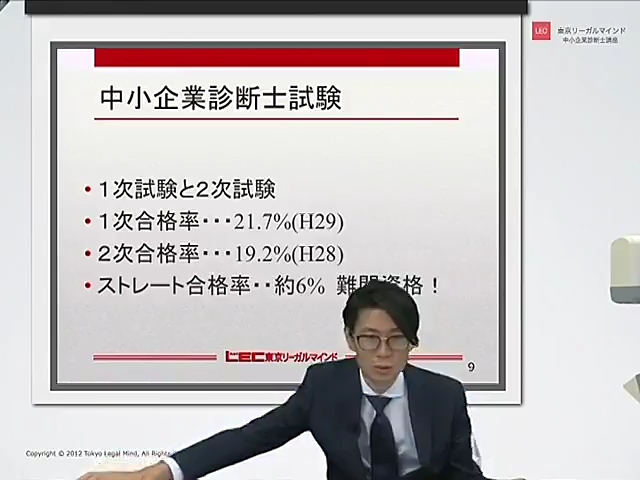 LEC 東京リーガルマインド
中小企業診断士講座
中小企業診断士試験
・1次試験と2次試験
・1次合格率・・・21.7%(H29)
・2次合格率・・・19.2%(H28)
・ストレート合格率・・約6% 難関資格！
LEC東京リーガルマインド
9
Copyright © 2012 Tokyo Legal Mind, All Rights